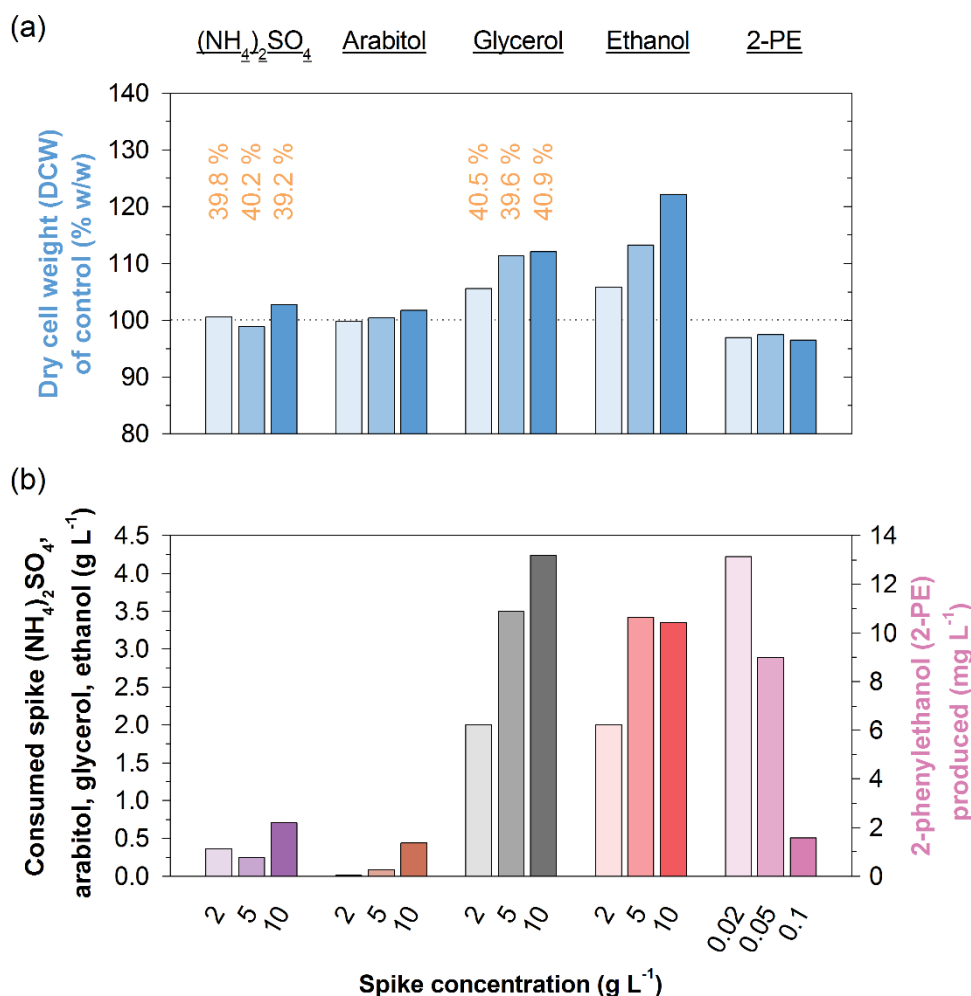 (a)
(NH4)2SO4 Arabitol Glycerol Ethanol 2-PE
Dry cell weight (DCW)
of control (% w/w)
140
130
120
110
100
90
80
39.8 %
40.2 %
39.2 %
40.5 %
39.6 %
40.9 %
(b)
Consumed spike (NH4)2SO4,
arabitol, glycerol, ethanol (g L-1)
4.5
4.0
3.5
3.0
2.5
2.0
1.5
1.0
0.5
0.0
14
12
10
8
6
4
2
0
2-phenylethanol (2-PE)
produced (mg L-1)
2 5 10 2 5 10 2 5 10 2 5 10 0.02 0.05 0.1
Spike concentration (g L-1)